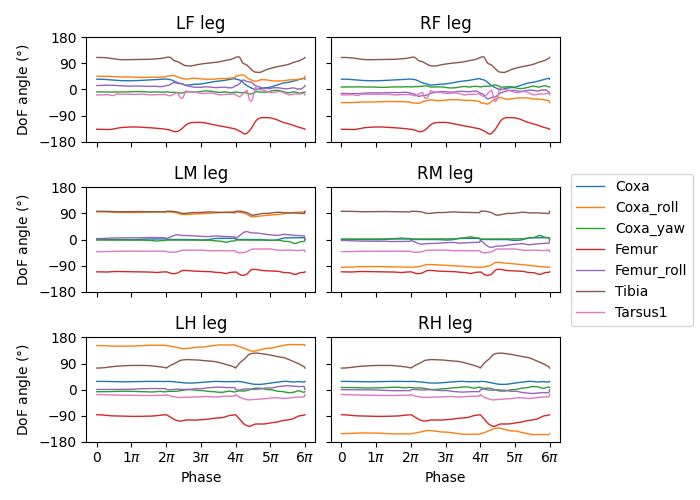 LF leg
RF leg
DoF angle (°)
180
90
0
−90
−180
LM leg
RM leg
DoF angle (°)
180
90
0
−90
−180
Coxa
Coxa_roll
Coxa_yaw
Femur
Femur_roll
Tibia
Tarsus1
LH leg
RH leg
DoF angle (°)
180
90
0
−90
−180
0 1π 2π 3π 4π 5π 6π
0 1π 2π 3π 4π 5π 6π
Phase
Phase